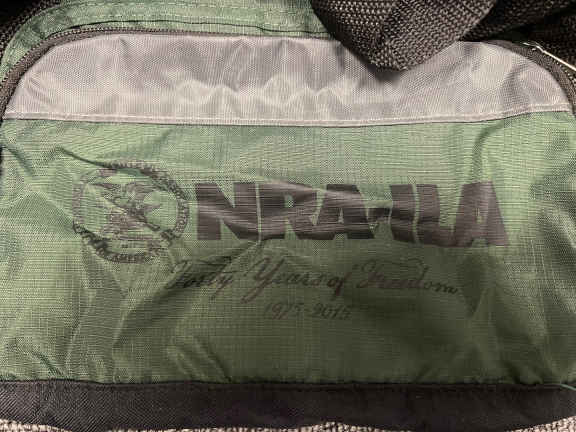 NRA-ILA
Forty Years of Freedom
1975-2015